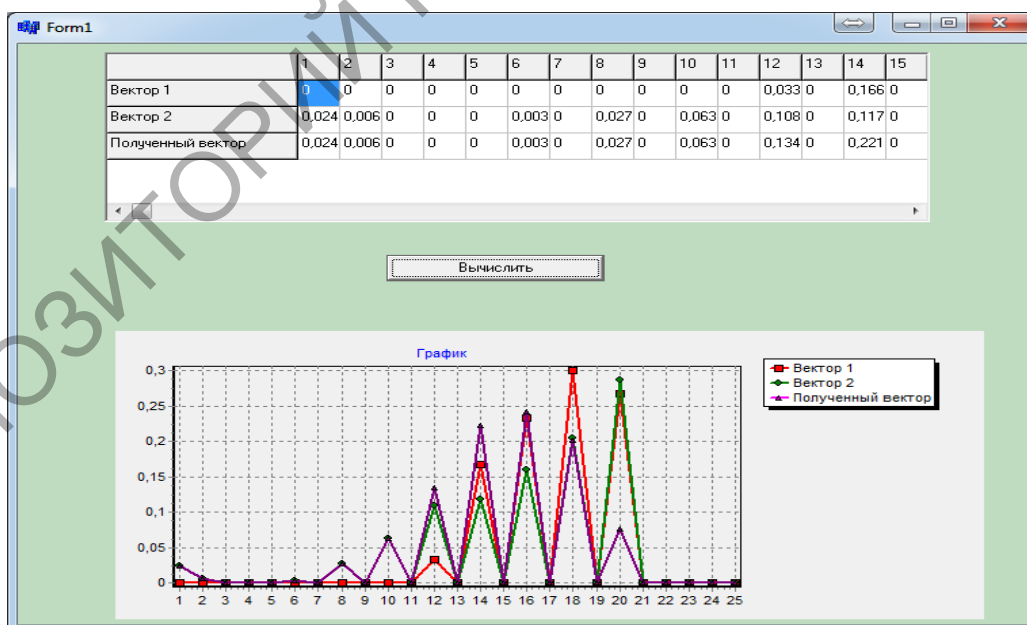 Form1
1 2 3 4 5 6 7 8 9 10 11 12 13 14 15
Вектор 1 0 0 0 0 0 0 0 0 0 0 0 0,033 0 0,166 0
Вектор 2 0,024 0,006 0 0 0 0,003 0 0,027 0 0,063 0 0,108 0 0,117 0
Полученный вектор 0,024 0,006 0 0 0 0,003 0 0,027 0 0,063 0 0,134 0 0,221 0
Вычислить
График
0,3
0,25
0,2
0,15
0,1
0,05
0
1 2 3 4 5 6 7 8 9 10 11 12 13 14 15 16 17 18 19 20 21 22 23 24 25
Вектор 1
Вектор 2
Полученный вектор